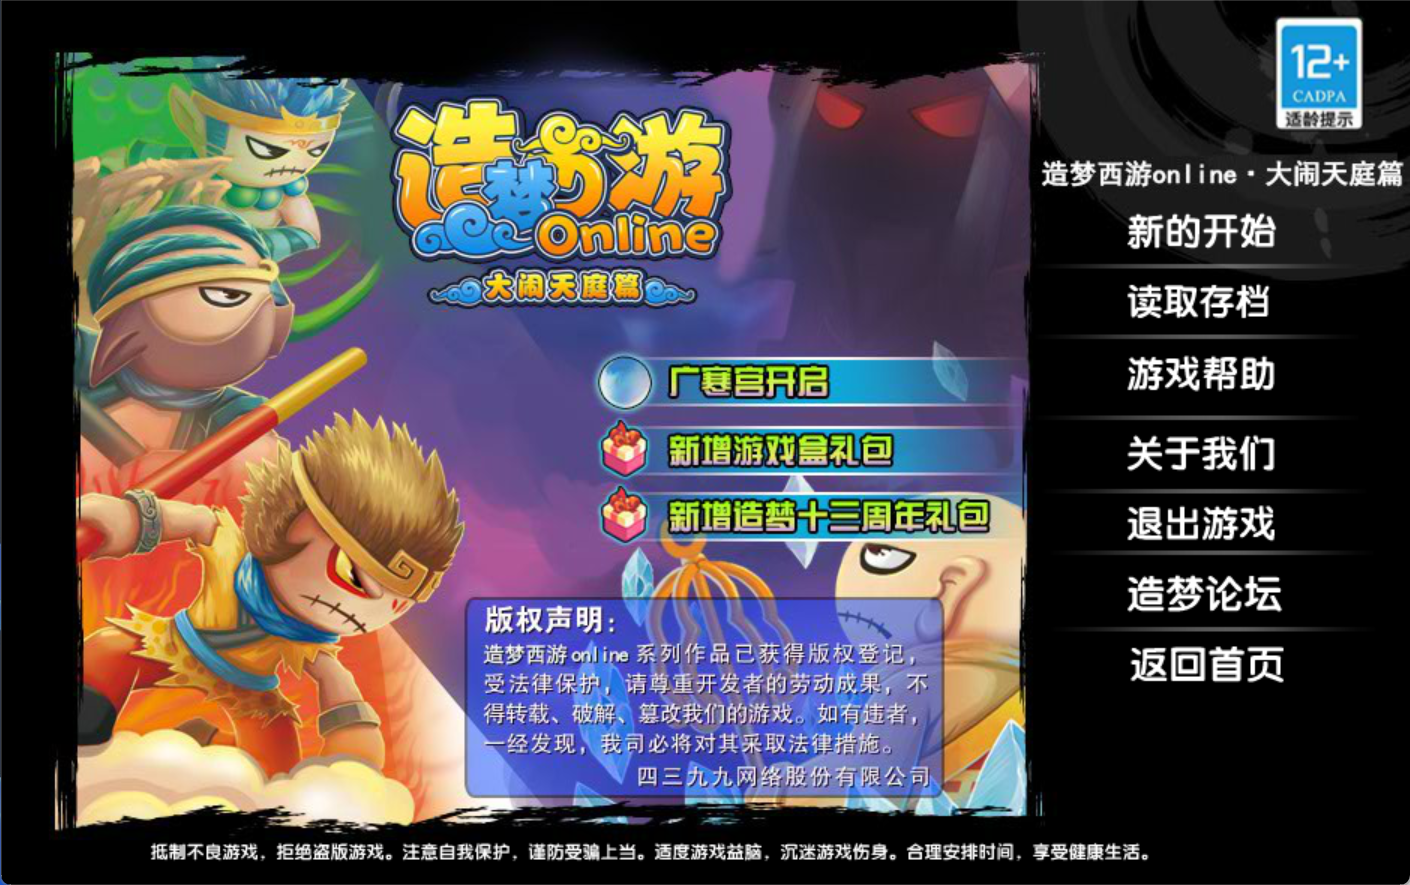 造梦西游
Online
大闹天庭篇
广寒宫开启
新增游戏盒礼包
新增造梦十三周年礼包
版权声明：
造梦西游online系列作品已获得版权登记，
受法律保护，请尊重开发者的劳动成果，不
得转载、破解、篡改我们的游戏。如有违者，
一经发现，我司必将对其采取法律措施。
四三九九网络股份有限公司
12+
CADPA
适龄提示
造梦西游online·大闹天庭篇
新的开始
读取存档
游戏帮助
关于我们
退出游戏
造梦论坛
返回首页
抵制不良游戏，拒绝盗版游戏。注意自我保护，谨防受骗上当。适度游戏益脑，沉迷游戏伤身。合理安排时间，享受健康生活。